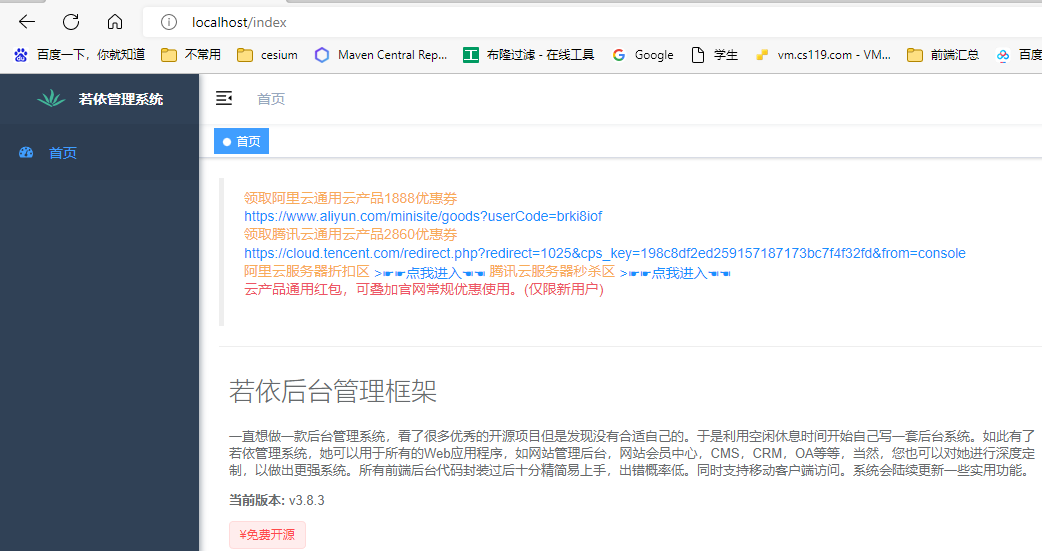 localhost/index
百度一下，你就知道 不常用 cesium Maven Central Rep... 布隆过滤 - 在线工具 Google 学生 vm.cs119.com - VM... 前端汇总 百度
若依管理系统 首页
首页
首页
领取阿里云通用云产品1888优惠券
https://www.aliyun.com/minisite/goods?userCode=brki8iof
领取腾讯云通用云产品2860优惠券
https://cloud.tencent.com/redirect.php?redirect=1025&cps_key=198c8df2ed259157187173bc7f4f32fd&from=console
阿里云服务器折扣区 >☛☛点我进入☚☚ 腾讯云服务器秒杀区 >☛☛点我进入☚☚
云产品通用红包，可叠加官网常规优惠使用。(仅限新用户)
若依后台管理框架
一直想做一款后台管理系统，看了很多优秀的开源项目但是发现没有合适自己的。于是利用空闲休息时间开始自己写一套后台系统。如此有了
若依管理系统，她可以用于所有的Web应用程序，如网站管理后台，网站会员中心，CMS，CRM，OA等等，当然，您也可以对她进行深度定
制，以做出更强系统。所有前端后台代码封装过后十分精简易上手，出错概率低。同时支持移动客户端访问。系统会陆续更新一些实用功能。
当前版本: v3.8.3
¥免费开源